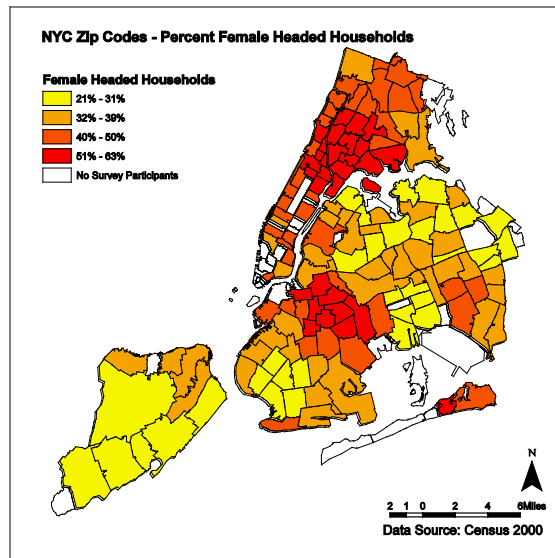 NYC Zip Codes - Percent Female Headed Households
Female Headed Households
21% - 31%
32% - 39%
40% - 50%
51% - 63%
No Survey Participants
N
2 1 0 2 4 6Miles
Data Source: Census 2000